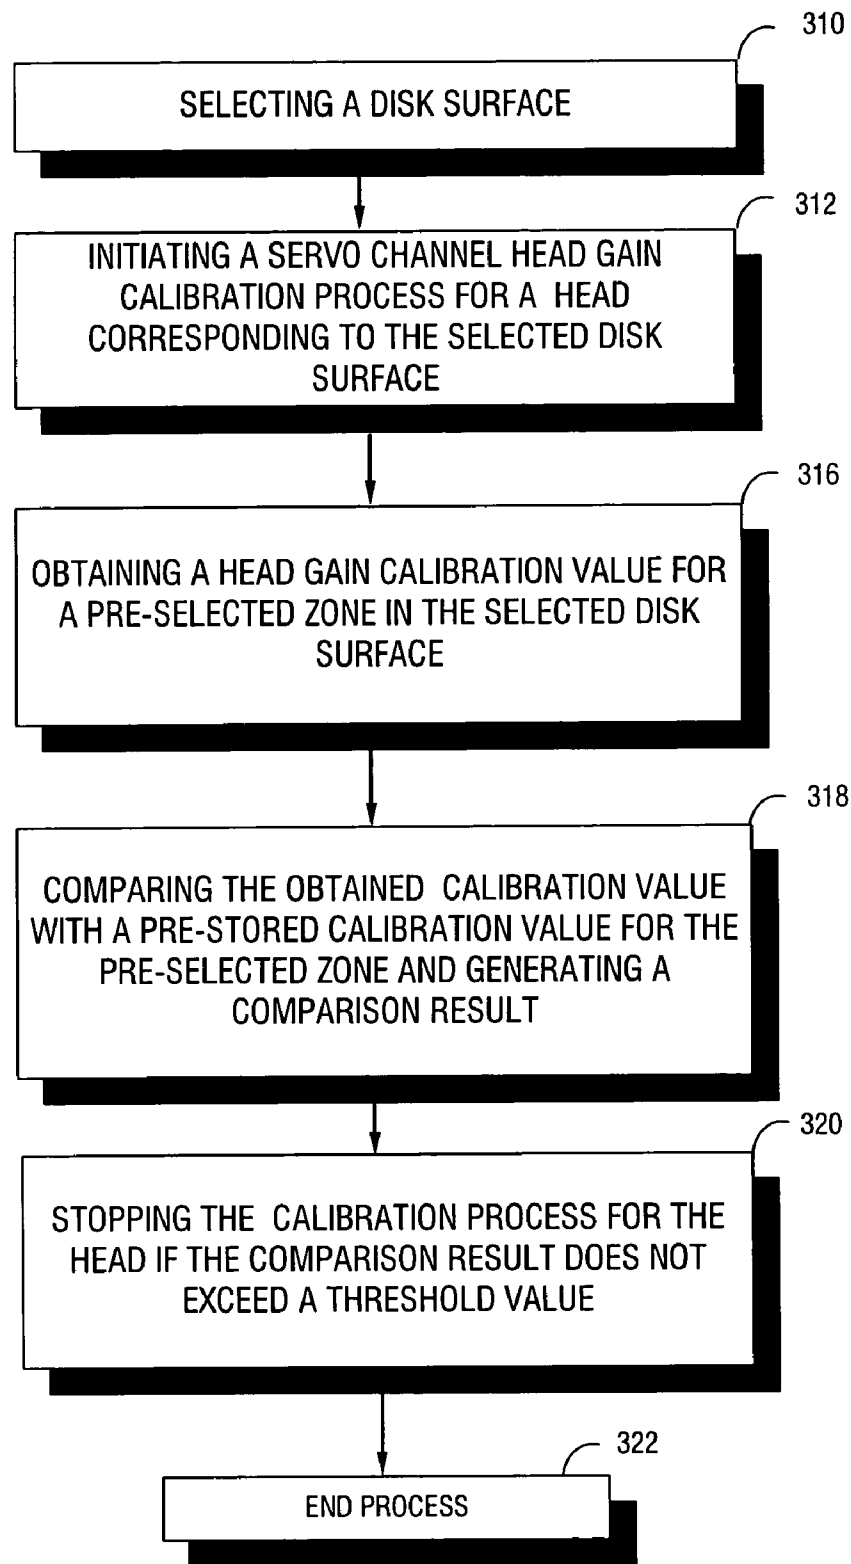 310
SELECTING A DISK SURFACE
312
INITIATING A SERVO CHANNEL HEAD GAIN
CALIBRATION PROCESS FOR A HEAD
CORRESPONDING TO THE SELECTED DISK
SURFACE
316
OBTAINING A HEAD GAIN CALIBRATION VALUE FOR
A PRE-SELECTED ZONE IN THE SELECTED DISK
SURFACE
318
COMPARING THE OBTAINED CALIBRATION VALUE
WITH A PRE-STORED CALIBRATION VALUE FOR THE
PRE-SELECTED ZONE AND GENERATING A
COMPARISON RESULT
320
STOPPING THE CALIBRATION PROCESS FOR THE
HEAD IF THE COMPARISON RESULT DOES NOT
EXCEED A THRESHOLD VALUE
322
END PROCESS